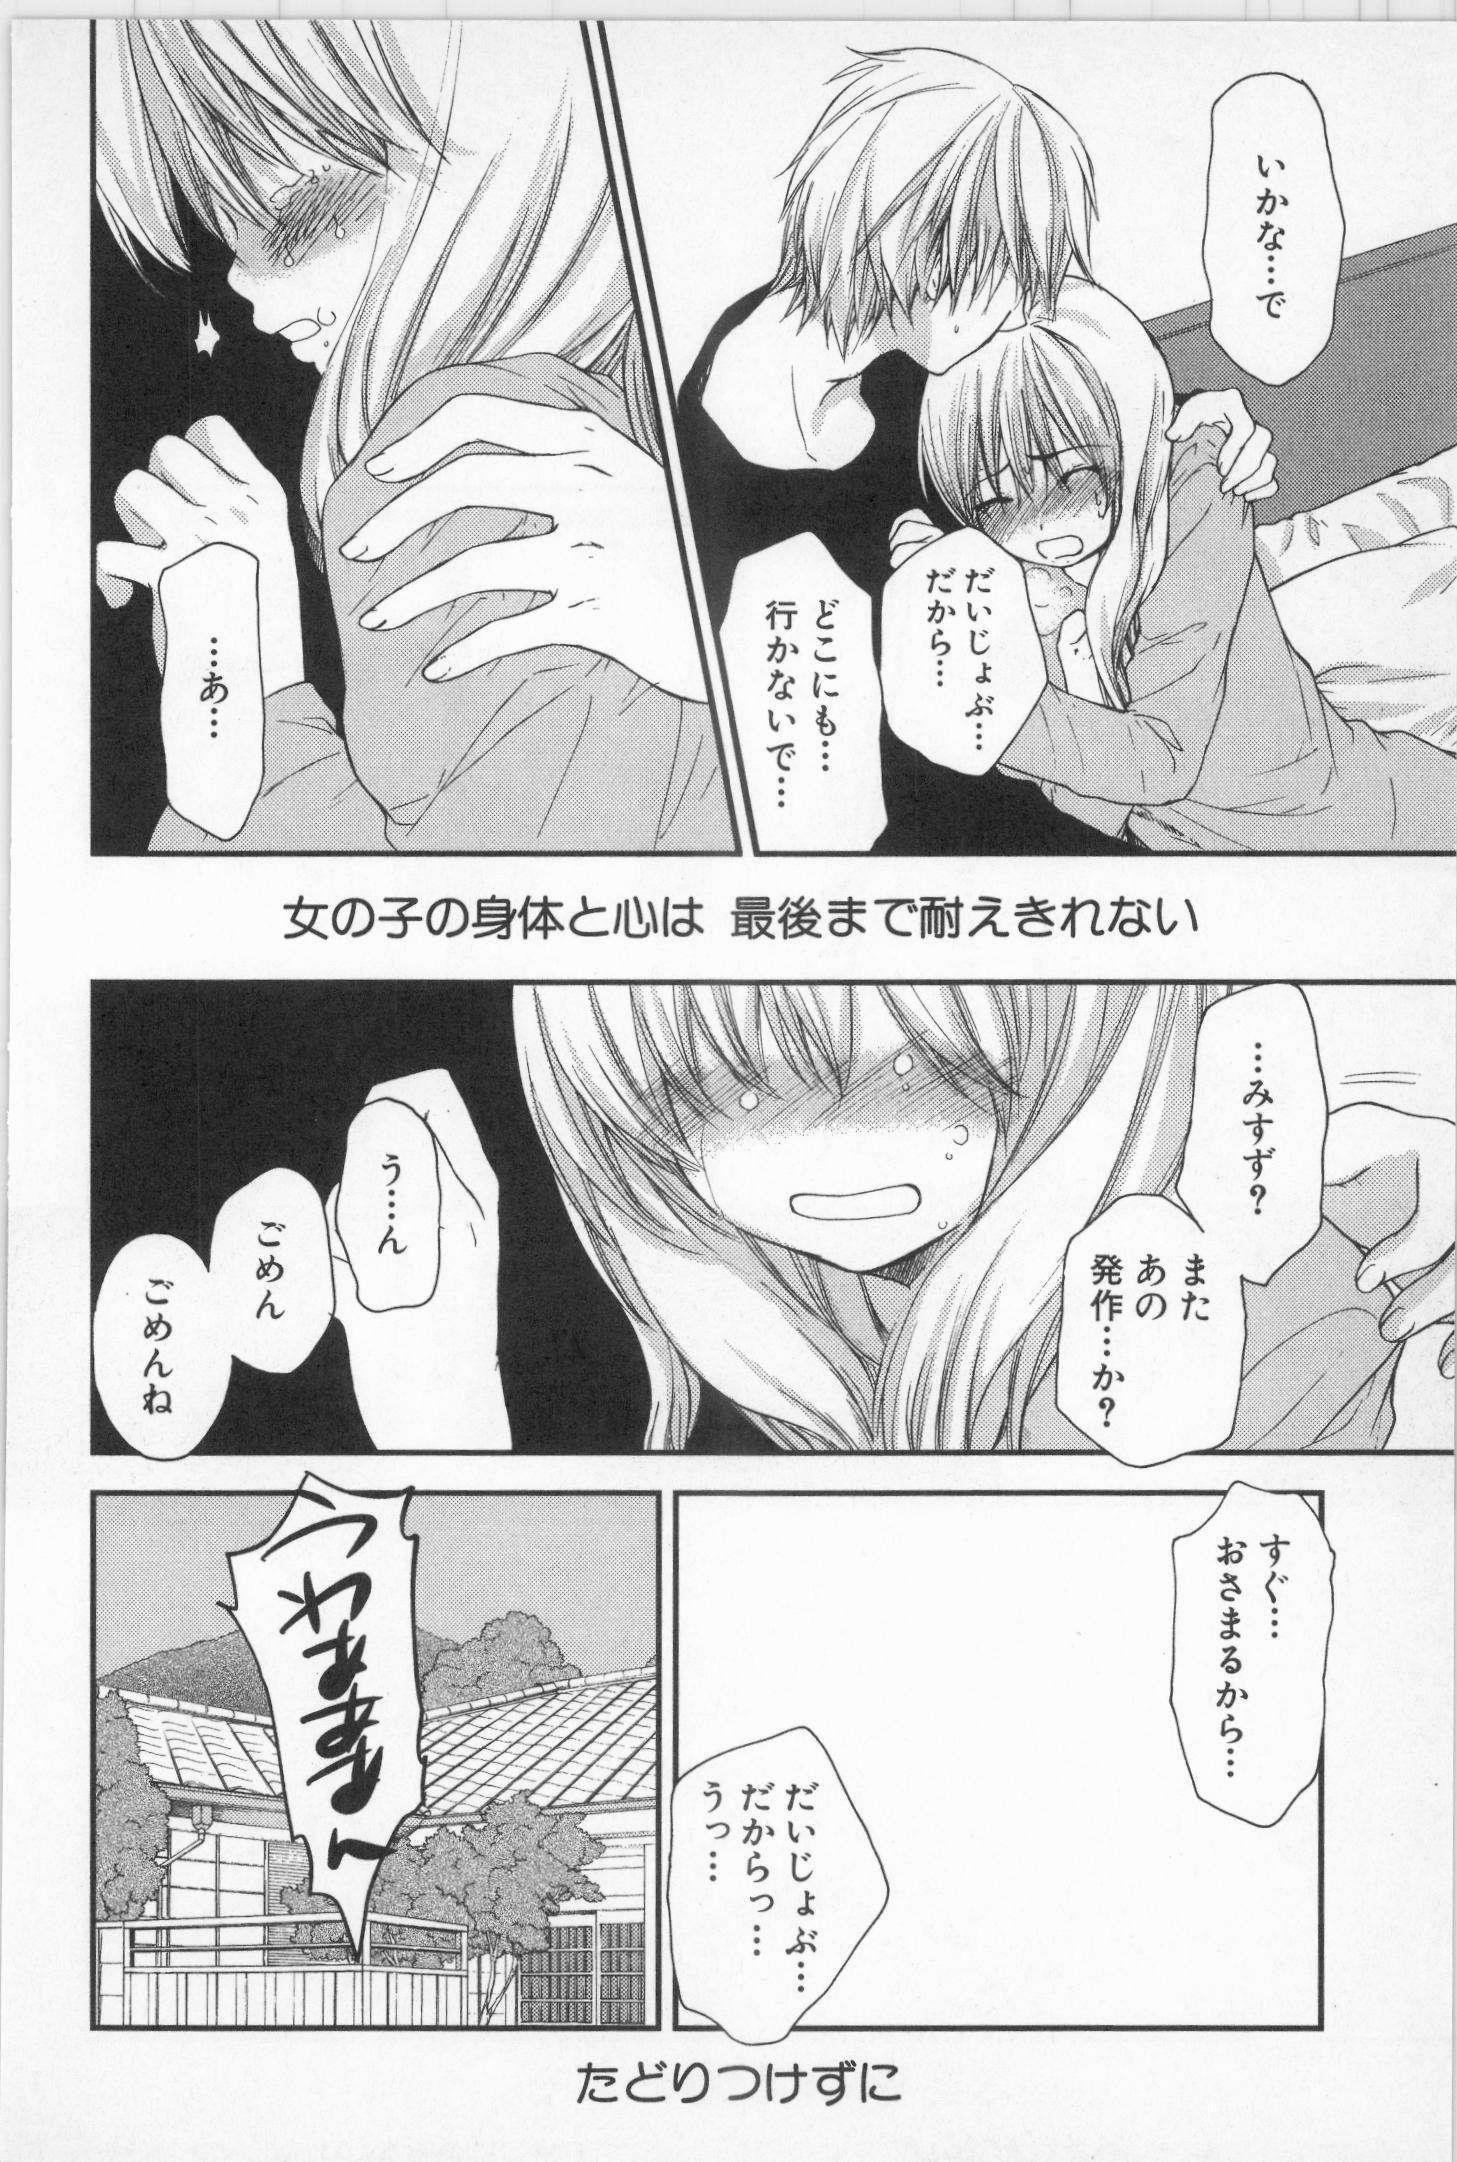 いかな…で
だいじょぶ…
だから…
どこにも…
行かないで…
…あ…
女の子の身体と心は 最後まで耐えきれない
…みすず？
また
あの
発作…か？
う…ん
ごめん
ごめんね
すぐ…
おさまるから…
だいじょぶ…
だからっ…
うっ…
うわぁぁぁん
たどりつけずに